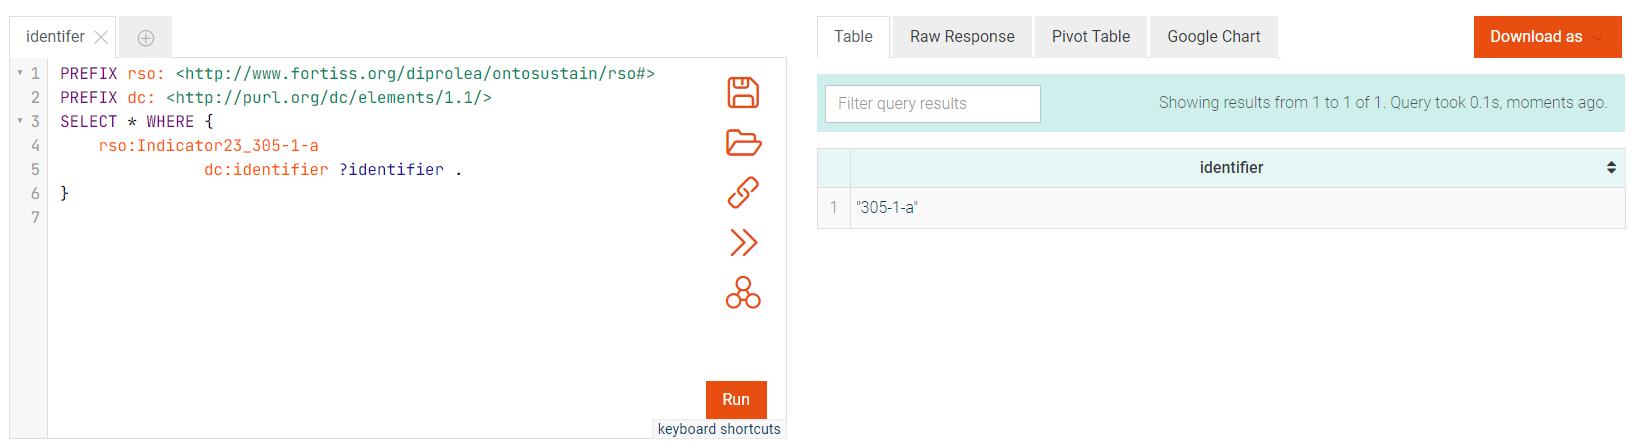 identifer
1 PREFIX rso: <http://www.fortiss.org/diprolea/ontosustain/rso#>
2 PREFIX dc: <http://purl.org/dc/elements/1.1/>
3 SELECT * WHERE {
4 rso:Indicator23_305-1-a
5 dc:identifier ?identifier .
6 }
7
Run
keyboard shortcuts
Table Raw Response Pivot Table Google Chart Download as
Filter query results Showing results from 1 to 1 of 1. Query took 0.1s, moments ago.
identifier
1 "305-1-a"